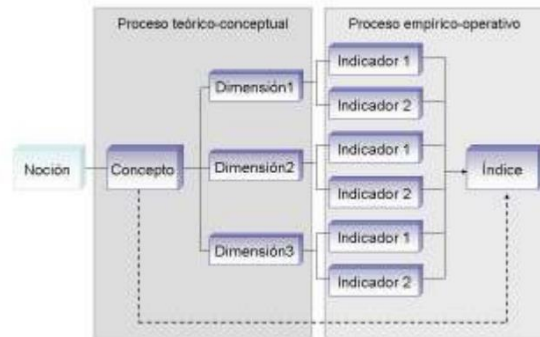 Proceso teórico-conceptual
Proceso empírico-operativo
Noción
Concepto
Dimensión1
Dimensión2
Dimensión3
Indicador 1
Indicador 2
Indicador 1
Indicador 2
Indicador 1
Indicador 2
Índice